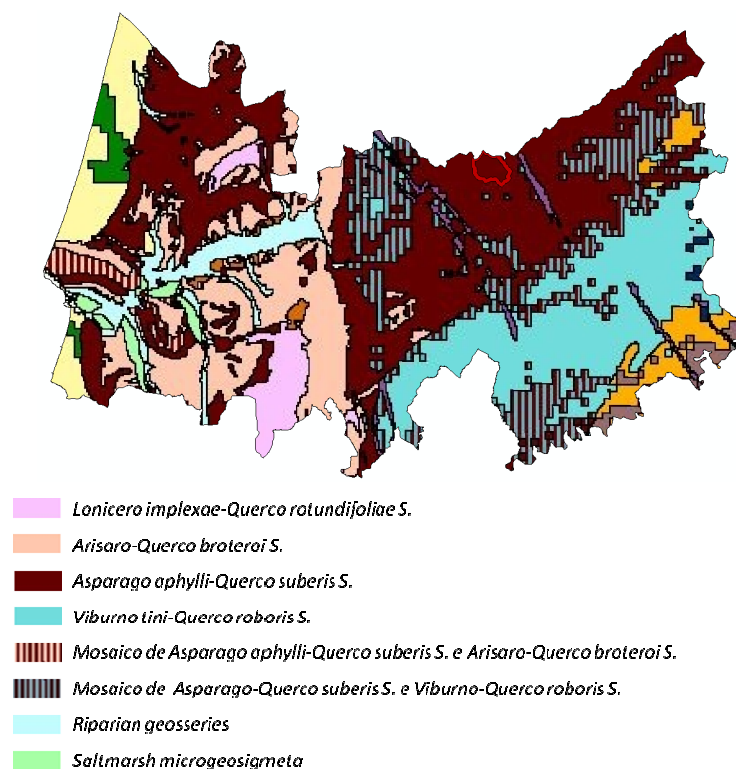 Lonicero implexae-Querco rotundifoliae S.
Arisaro-Querco broteroi S.
Asparago aphylli-Querco suberis S.
Viburno tini-Querco roboris S.
Mosaico de Asparago aphylli-Querco suberis S. e Arisaro-Querco broteroi S.
Mosaico de Asparago-Querco suberis S. e Viburno-Querco roboris S.
Riparian geosseries
Saltmarsh microgeosigmeta